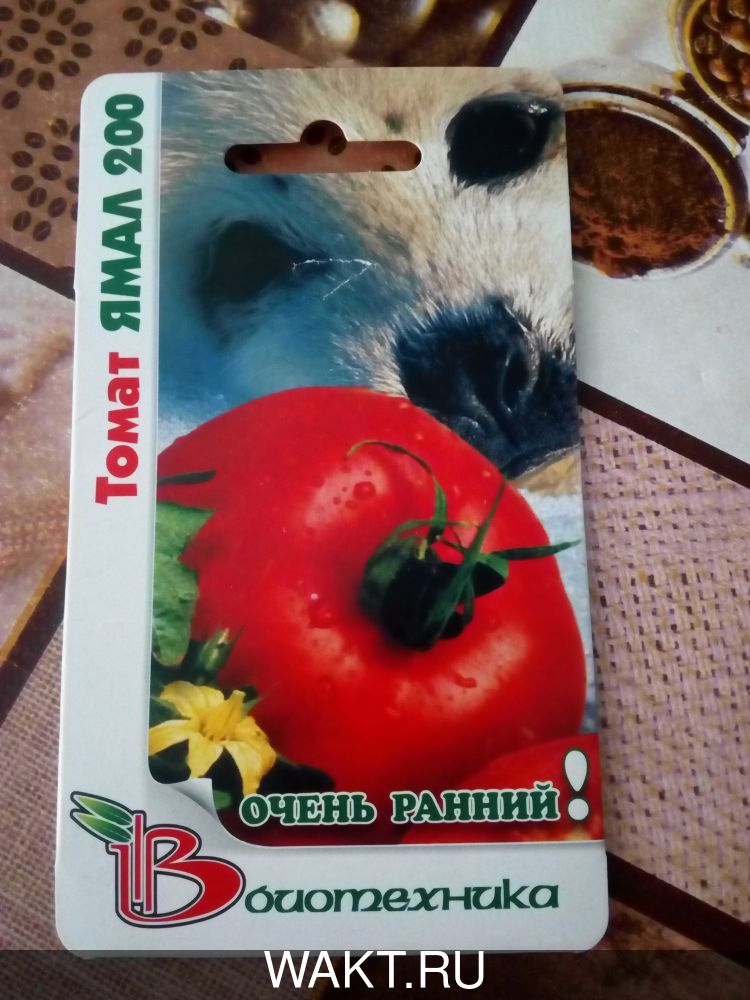 Томат ЯМАЛ 200
ОЧЕНЬ РАННИЙ!
Биотехника
WAKT.RU